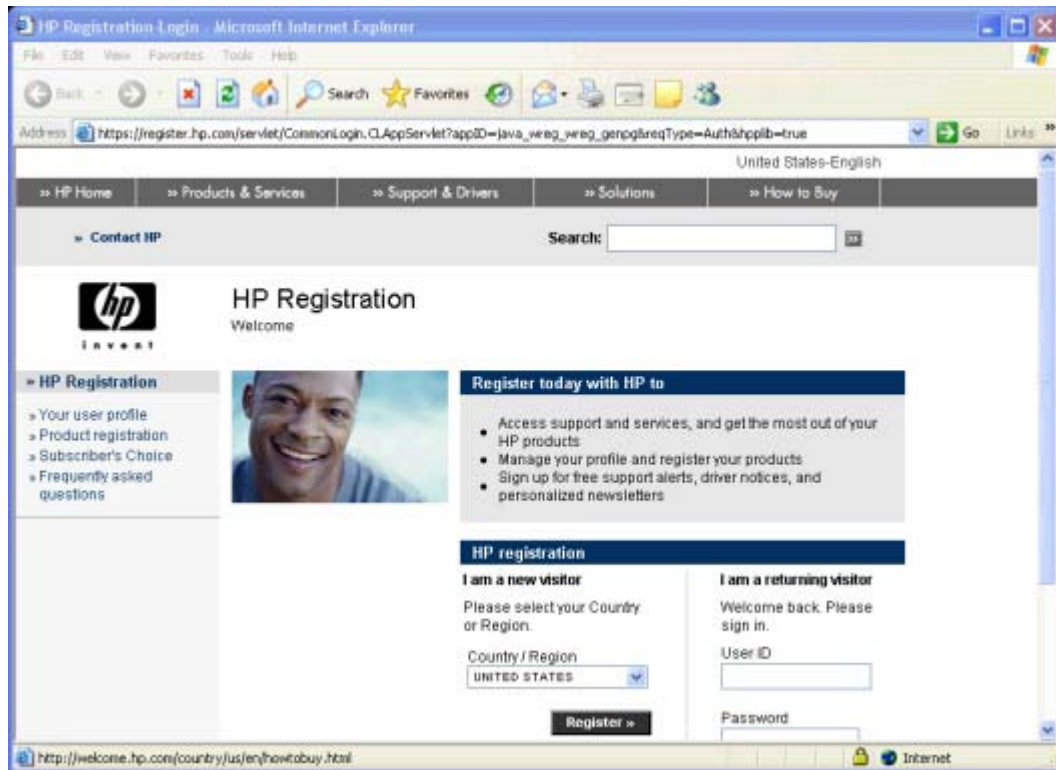 HP Registration-Login - Microsoft Internet Explorer
File Edit View Favorites Tools Help
Back Search Favorites
Address https://register.hp.com/servlet/CommonLogin.CLAppServlet?appID=java_wreg_wreg_genpg&reqType=Auth&hpplib=true Go Links »
United States-English
» HP Home » Products & Services » Support & Drivers » Solutions » How to Buy
» Contact HP Search: »
hp
invent
HP Registration
Welcome
» HP Registration
» Your user profile
» Product registration
» Subscriber's Choice
» Frequently asked
questions
Register today with HP to
• Access support and services, and get the most out of your
HP products
• Manage your profile and register your products
• Sign up for free support alerts, driver notices, and
personalized newsletters
HP registration
I am a new visitor
Please select your Country
or Region.
Country / Region
UNITED STATES
Register »
I am a returning visitor
Welcome back. Please
sign in.
User ID
Password
http://welcome.hp.com/country/us/en/howtobuy.html Internet